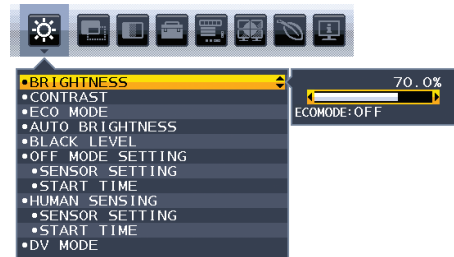 •BRIGHTNESS
70.0%
•CONTRAST
ECOMODE:OFF
•ECO MODE
•AUTO BRIGHTNESS
•BLACK LEVEL
•OFF MODE SETTING
•SENSOR SETTING
•START TIME
•HUMAN SENSING
•SENSOR SETTING
•START TIME
•DV MODE